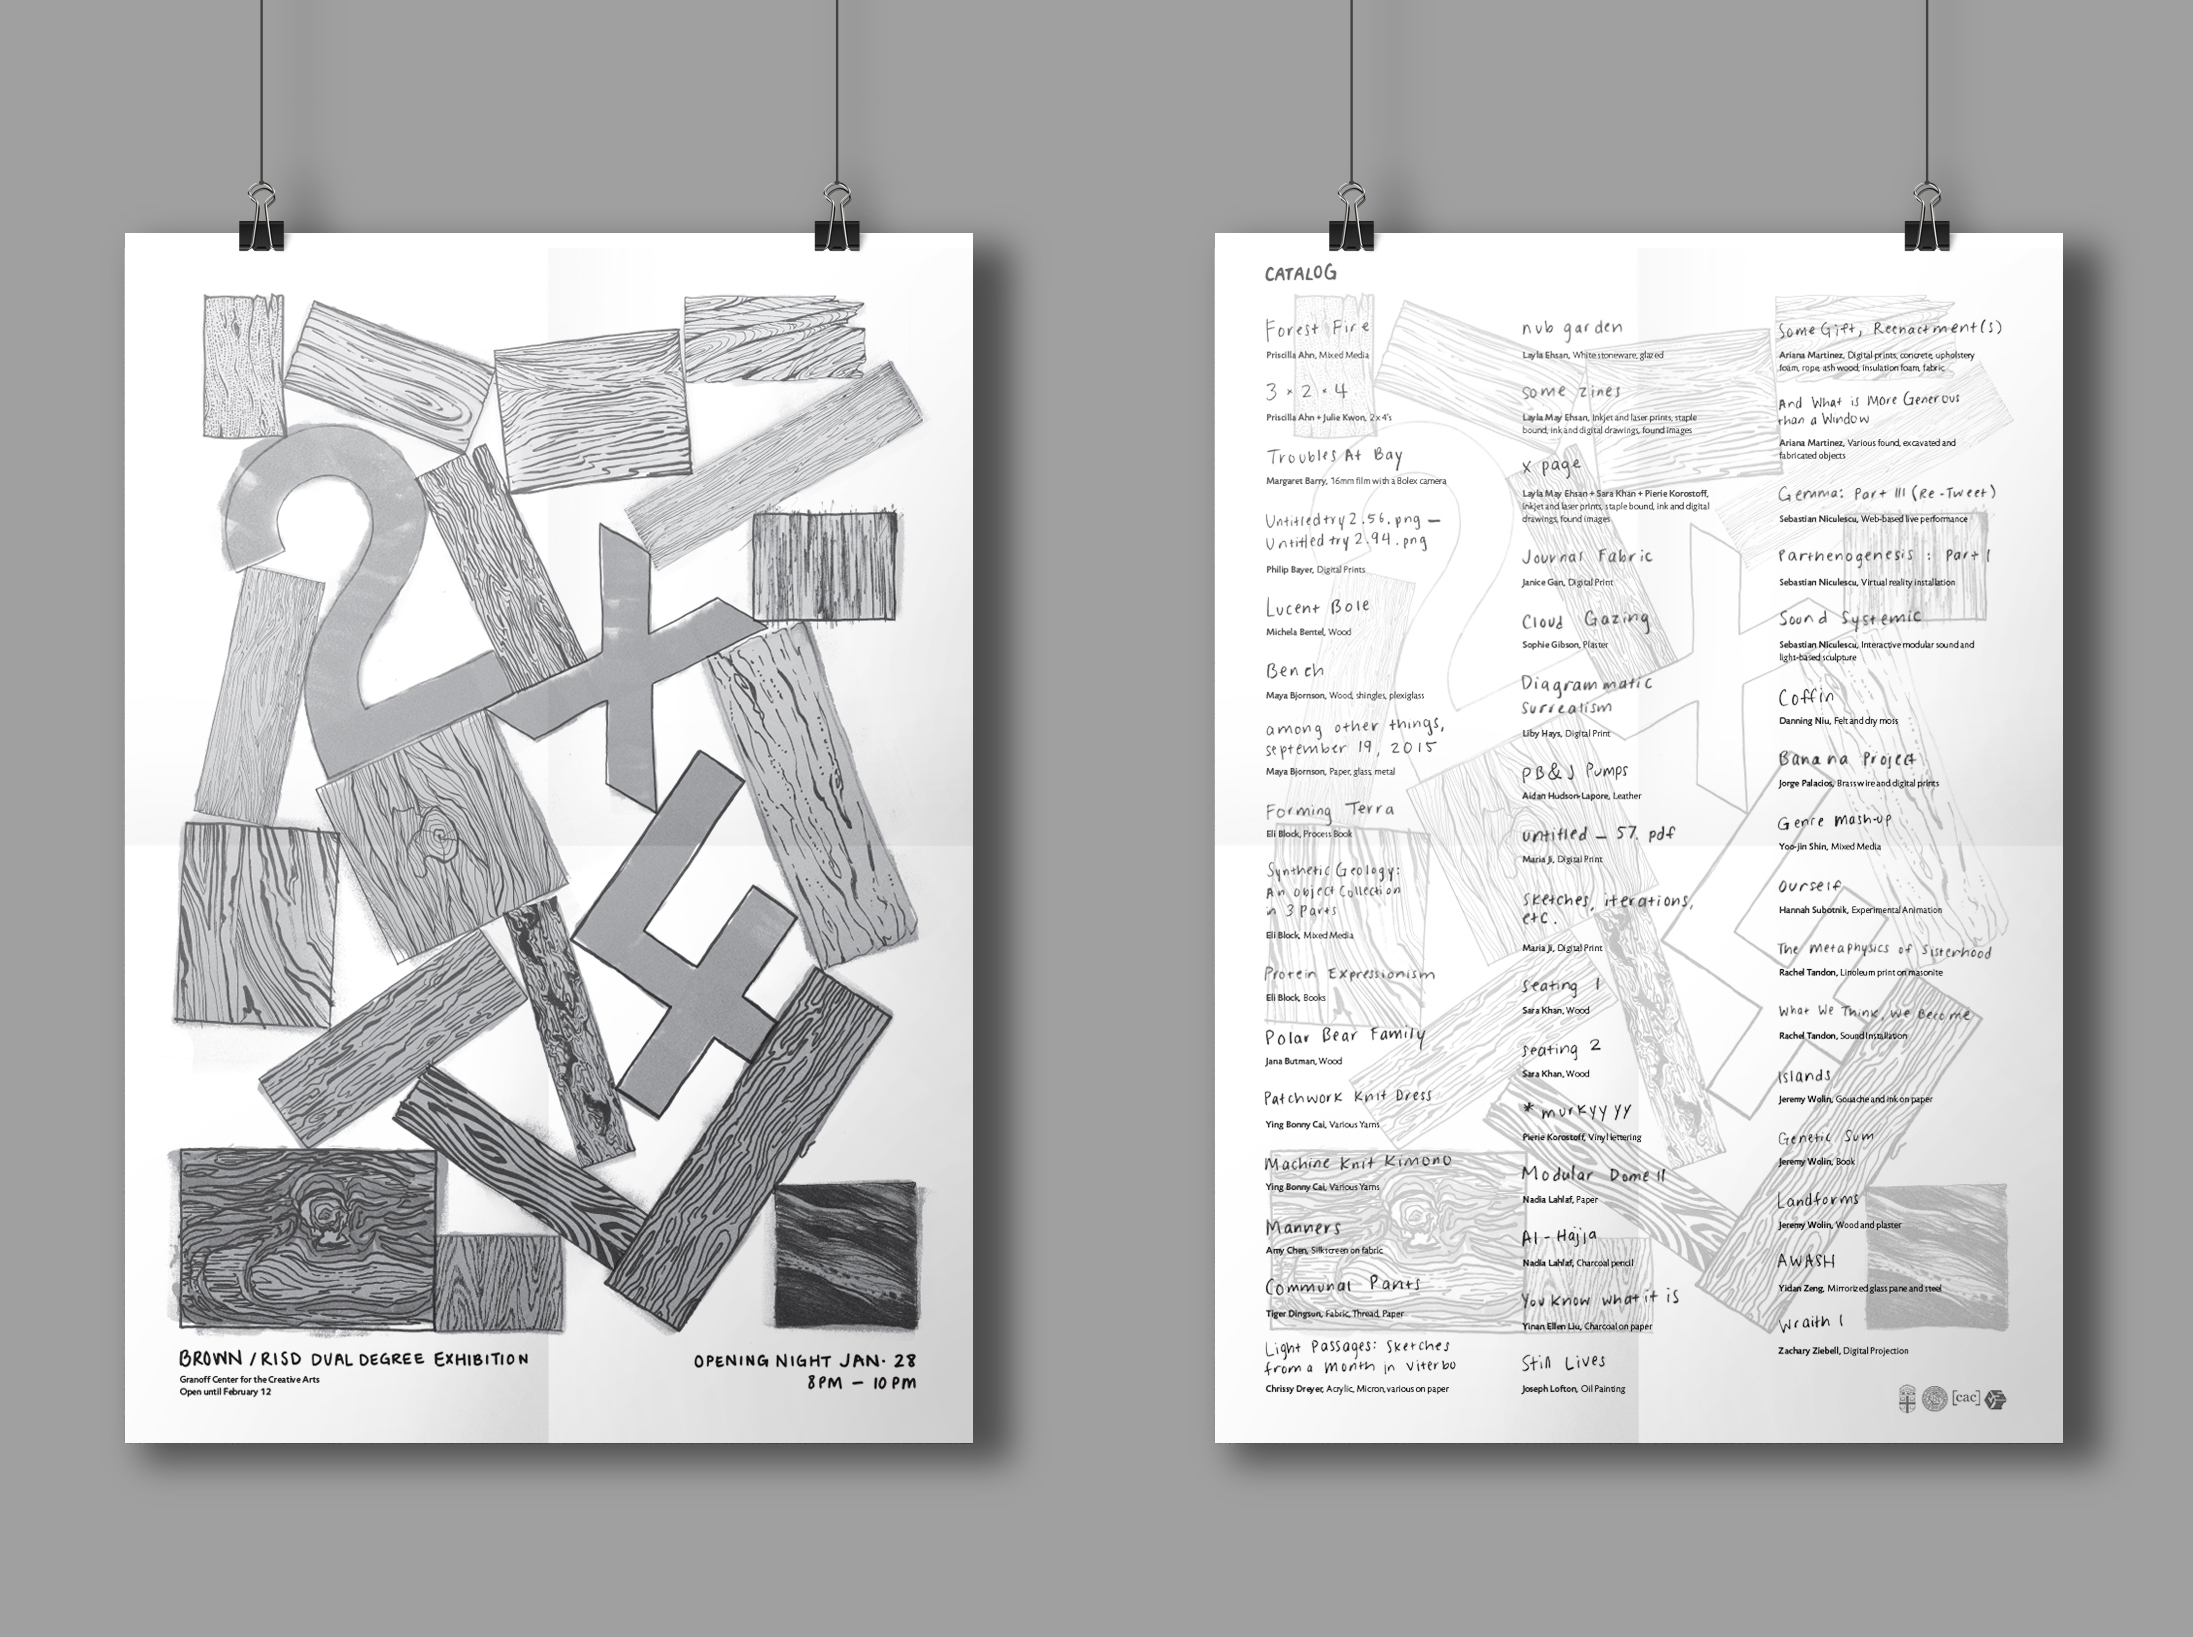 2x4
BROWN / RISD DUAL DEGREE EXHIBITION
Granoff Center for the Creative Arts
Open until February 12
OPENING NIGHT JAN. 28
8PM – 10PM
CATALOG
Forest Fire
Priscilla Ahn, Mixed Media
3 × 2 × 4
Priscilla Ahn + Julie Kwon, 2x4's
Troubles At Bay
Margaret Barry, 16mm film with a Bolex camera
Untitled try 2.56.png –
Untitled try 2.94.png
Philip Bayer, Digital Prints
Lucent Bole
Michela Bentel, Wood
Bench
Maya Bjornson, Wood, shingles, plexiglass
among other things,
september 19, 2015
Maya Bjornson, Paper, glass, metal
Forming Terra
Eli Block, Process Book
Synthetic Geology:
An object Collection
in 3 Parts
Eli Block, Mixed Media
Protein Expressionism
Eli Block, Books
Polar Bear Family
Jana Butman, Wood
Patchwork Knit Dress
Ying Bonny Cai, Various Yarns
Machine Knit Kimono
Ying Bonny Cai, Various Yarns
Manners
Amy Chen, Silkscreen on fabric
Communal Pants
Tiger Dingsun, Fabric, Thread, Paper
Light Passages: Sketches
from a Month in Viterbo
Chrissy Dreyer, Acrylic, Micron, various on paper
nub garden
Layla Ehsan, White stoneware, glazed
some zines
Layla May Ehsan, Inkjet and laser prints, staple
bound, ink and digital drawings, found images
x page
Layla May Ehsan + Sara Khan + Pierie Korostoff,
Inkjet and laser prints, staple bound, ink and digital
drawings, found images
Journas Fabric
Janice Gan, Digital Print
Cloud Gazing
Sophie Gibson, Plaster
Diagrammatic
Surrealism
Liby Hays, Digital Print
PB&J Pumps
Aidan Hudson-Lapore, Leather
untitled _ 57. pdf
Maria Ji, Digital Print
sketches, iterations,
etc.
Maria Ji, Digital Print
seating 1
Sara Khan, Wood
seating 2
Sara Khan, Wood
* murkyy yy
Pierie Korostoff, Vinyl lettering
Modular Dome II
Nadia Lahlaf, Paper
Al-Hajja
Nadia Lahlaf, Charcoal pencil
You know what it is
Yinan Ellen Liu, Charcoal on paper
Still Lives
Joseph Lofton, Oil Painting
Some Gift, Reenactment(s)
Ariana Martinez, Digital prints, concrete, upholstery
foam, rope, ash wood, insulation foam, fabric
And What is More Generous
than a Window
Ariana Martinez, Various found, excavated and
fabricated objects
Gemma: Part III (Re-Tweet)
Sebastian Niculescu, Web-based live performance
Parthenogenesis : Part I
Sebastian Niculescu, Virtual reality installation
Sound Systemic
Sebastian Niculescu, Interactive modular sound and
light-based sculpture
Coffin
Danning Niu, Felt and dry moss
Banana Project
Jorge Palacios, Brass wire and digital prints
Genre mash-up
Yoo-Jin Shin, Mixed Media
Ourself
Hannah Subotnik, Experimental Animation
The Metaphysics of Sisterhood
Rachel Tandon, Linoleum print on masonite
What We Think, We Become
Rachel Tandon, Sound Installation
Islands
Jeremy Wolin, Gouache and ink on paper
Genetic Sum
Jeremy Wolin, Book
Landforms
Jeremy Wolin, Wood and plaster
AWASH
Yidan Zeng, Mirrorized glass pane and steel
Wraith I
Zachary Ziebell, Digital Projection
[cac]